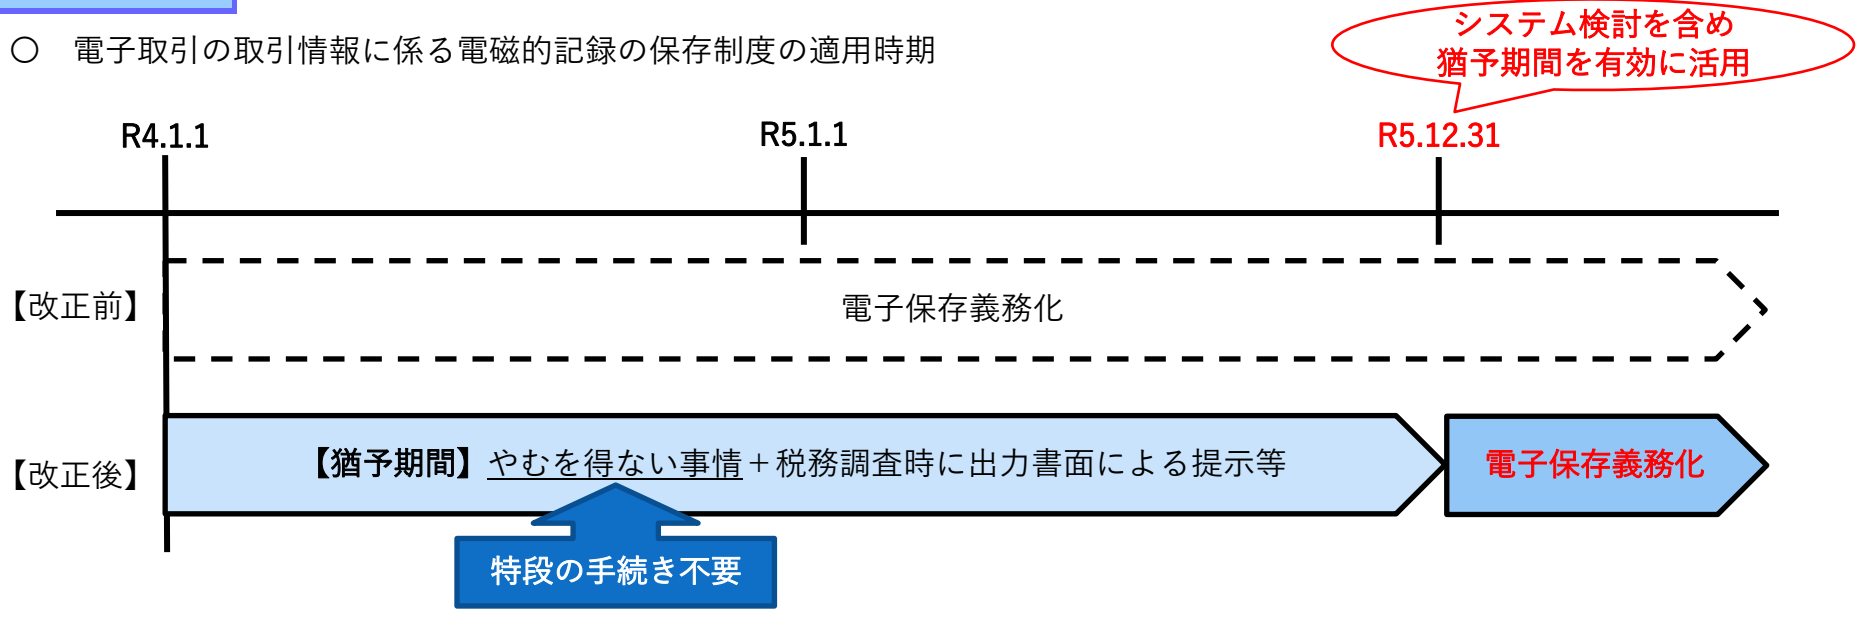 システム検討を含め
猶予期間を有効に活用
○　電子取引の取引情報に係る電磁的記録の保存制度の適用時期
R4.1.1
R5.1.1
R5.12.31
【改正前】
電子保存義務化
【改正後】
【猶予期間】やむを得ない事情＋税務調査時に出力書面による提示等
電子保存義務化
特段の手続き不要